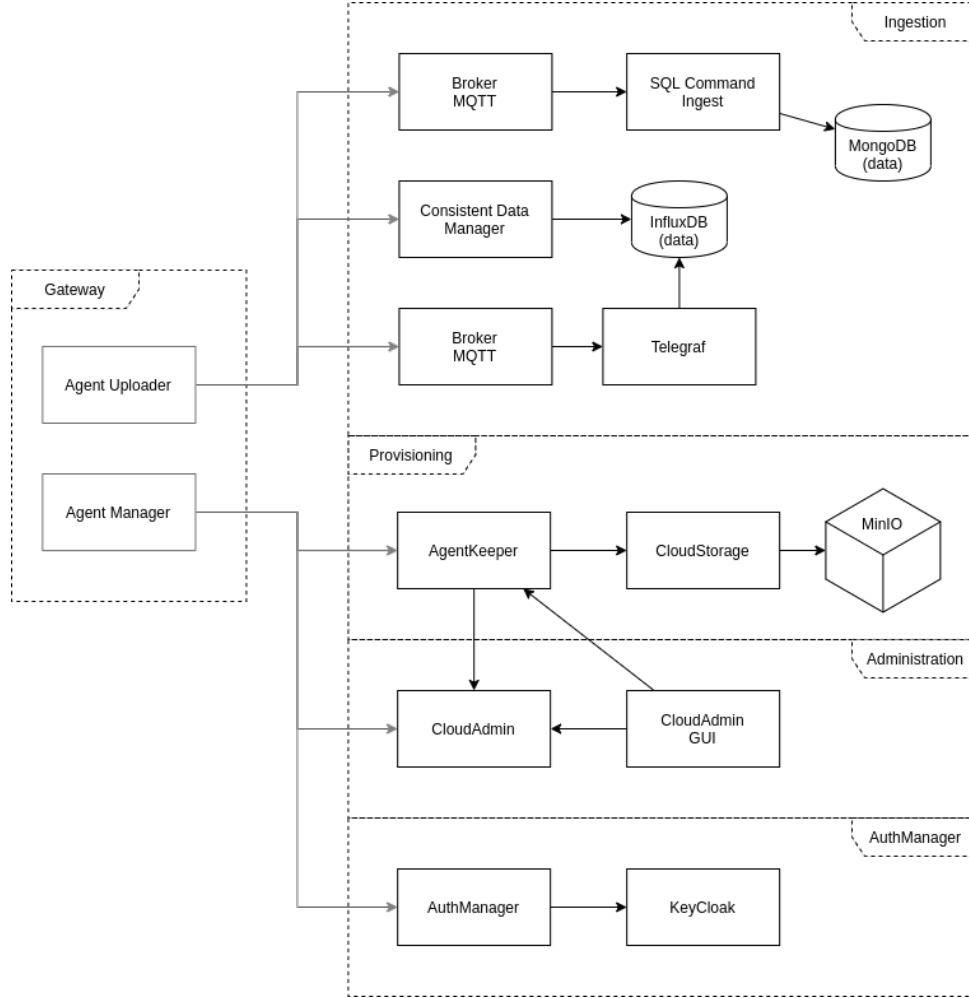 Ingestion
Broker
MQTT
SQL Command
Ingest
MongoDB
(data)
Consistent Data
Manager
InfluxDB
(data)
Gateway
Broker
MQTT
Telegraf
Agent Uploader
Provisioning
Agent Manager
AgentKeeper
CloudStorage
MinIO
Administration
CloudAdmin
CloudAdmin
GUI
AuthManager
AuthManager
KeyCloak